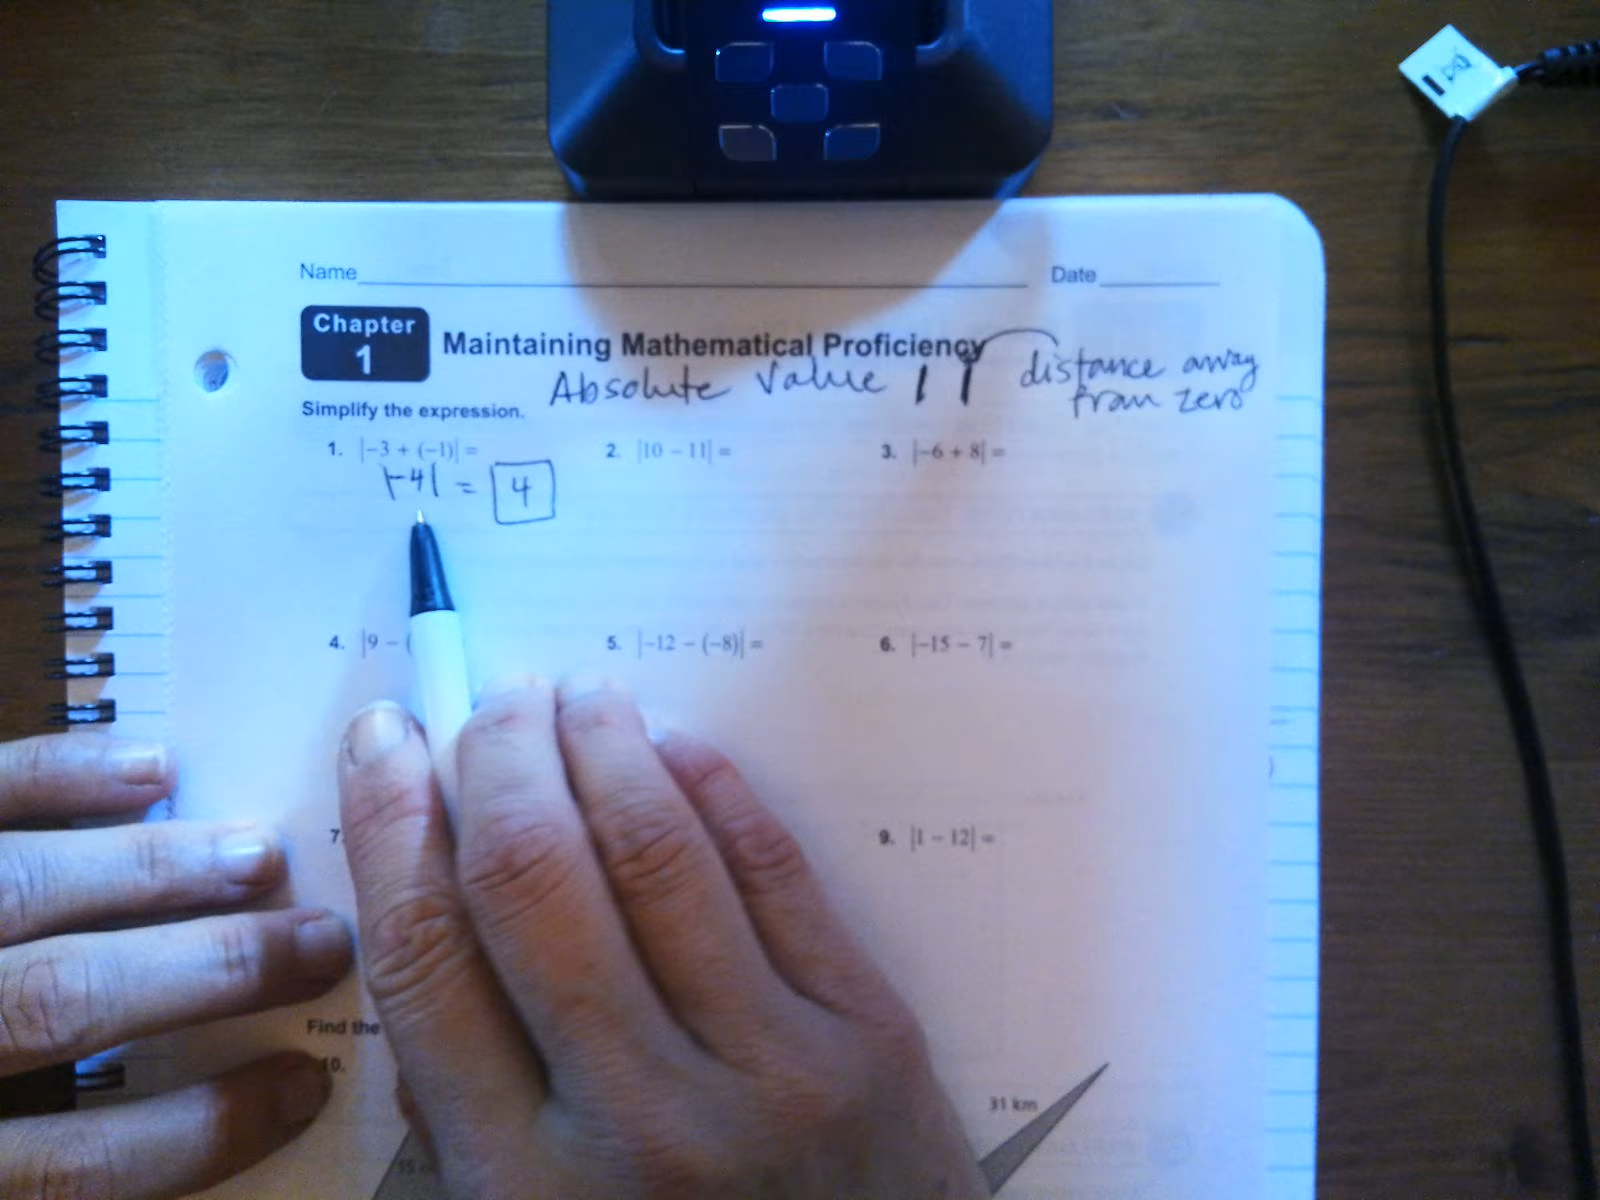 Name Date
Chapter
1
Maintaining Mathematical Proficiency
Absolute Value | | distance away
from zero
Simplify the expression.
1. |−3 + (−1)| = 2. |10 − 11| = 3. |−6 + 8| =
|-4| = 4
4. |9 − ( 5. |−12 − (−8)| = 6. |−15 − 7| =
7. 9. |1 − 12| =
Find the
10.
31 km